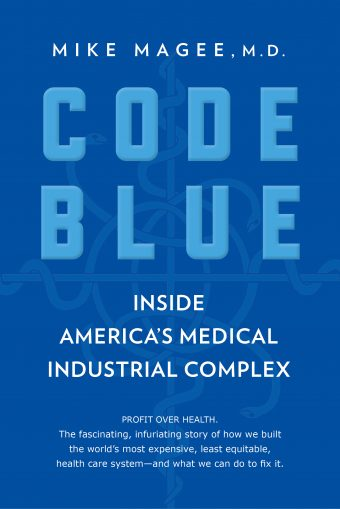 MIKE MAGEE, M.D.
CODE
BLUE
INSIDE
AMERICA'S MEDICAL
INDUSTRIAL COMPLEX
PROFIT OVER HEALTH.
The fascinating, infuriating story of how we built
the world's most expensive, least equitable,
health care system—and what we can do to fix it.